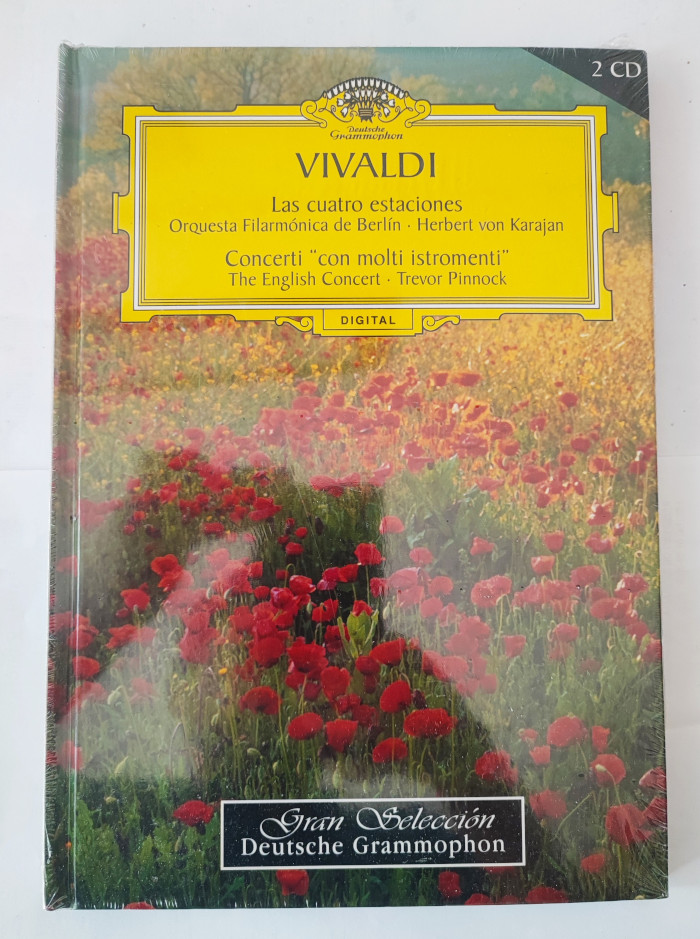 2 CD
Deutsche
Grammophon
VIVALDI
Las cuatro estaciones
Orquesta Filarmónica de Berlín · Herbert von Karajan
Concerti "con molti istromenti"
The English Concert · Trevor Pinnock
DIGITAL
Gran Selección
Deutsche Grammophon